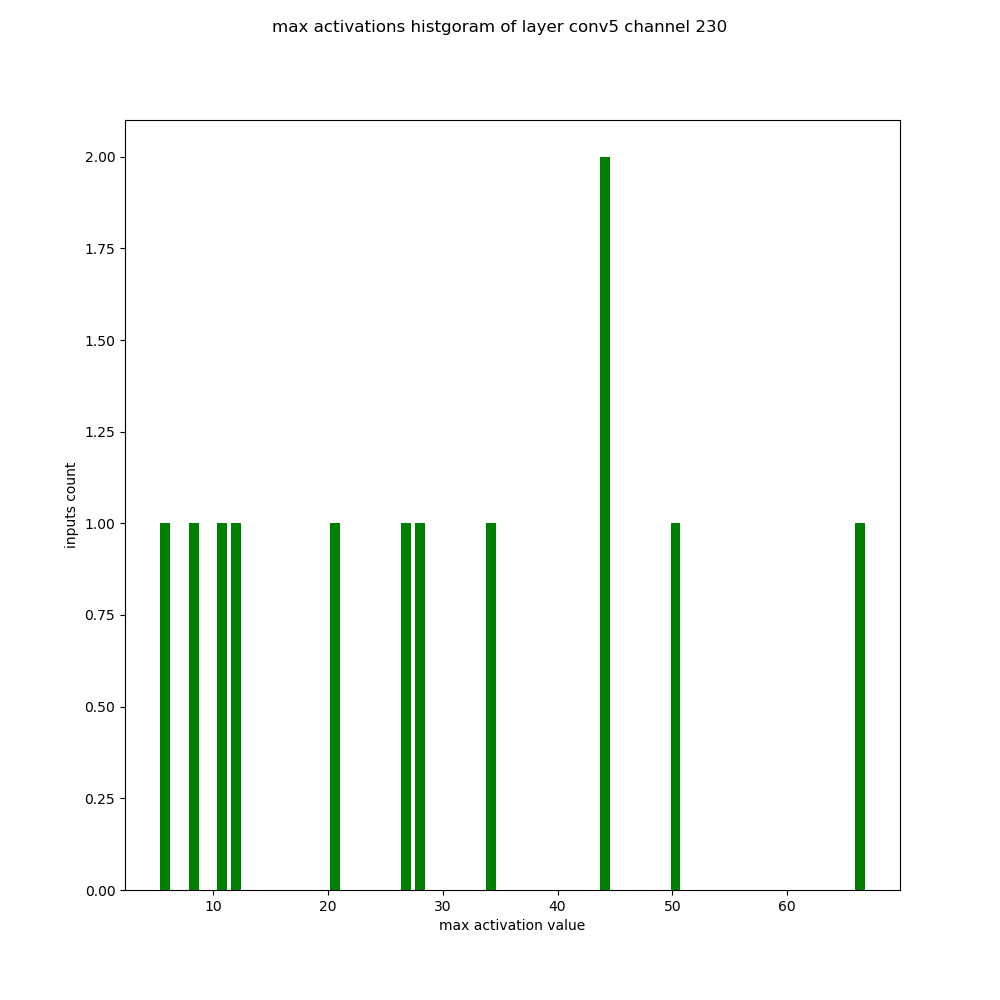 max activations histgoram of layer conv5 channel 230
2.00
1.75
1.50
1.25
1.00
0.75
0.50
0.25
0.00
inputs count
10 20 30 40 50 60
max activation value